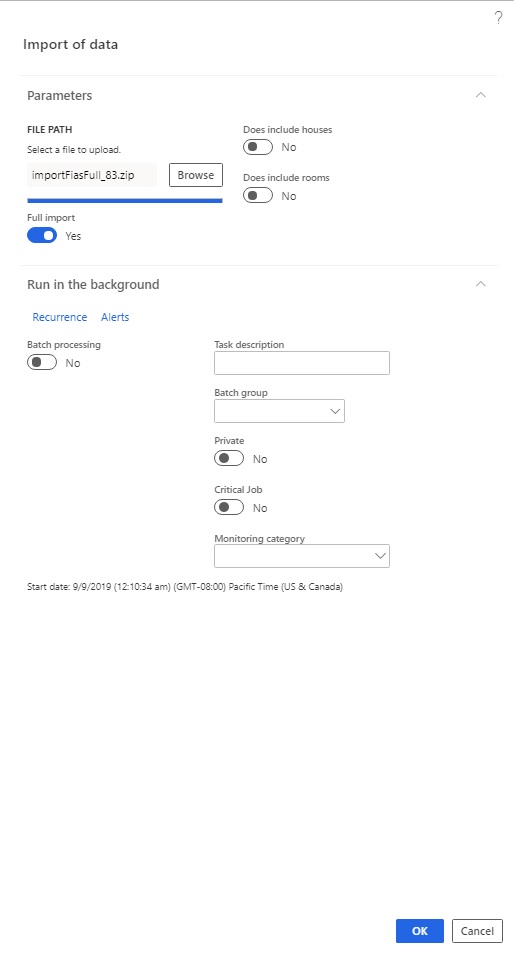 ?
Import of data
Parameters
FILE PATH
Select a file to upload.
importFiasFull_83.zip
Browse
Full import
Yes
Does include houses
No
Does include rooms
No
Run in the background
Recurrence Alerts
Batch processing
No
Task description
Batch group
Private
No
Critical Job
No
Monitoring category
Start date: 9/9/2019 (12:10:34 am) (GMT-08:00) Pacific Time (US & Canada)
OK Cancel